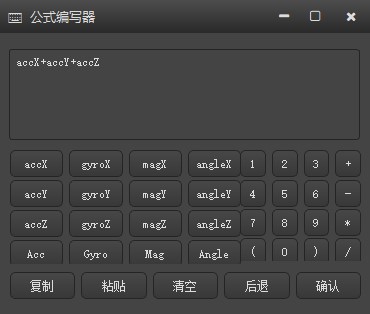 公式编写器
accX+accY+accZ
accX gyroX magX angleX 1 2 3 +
accY gyroY magY angleY 4 5 6 -
accZ gyroZ magZ angleZ 7 8 9 *
Acc Gyro Mag Angle ( 0 ) /
复制 粘贴 清空 后退 确认